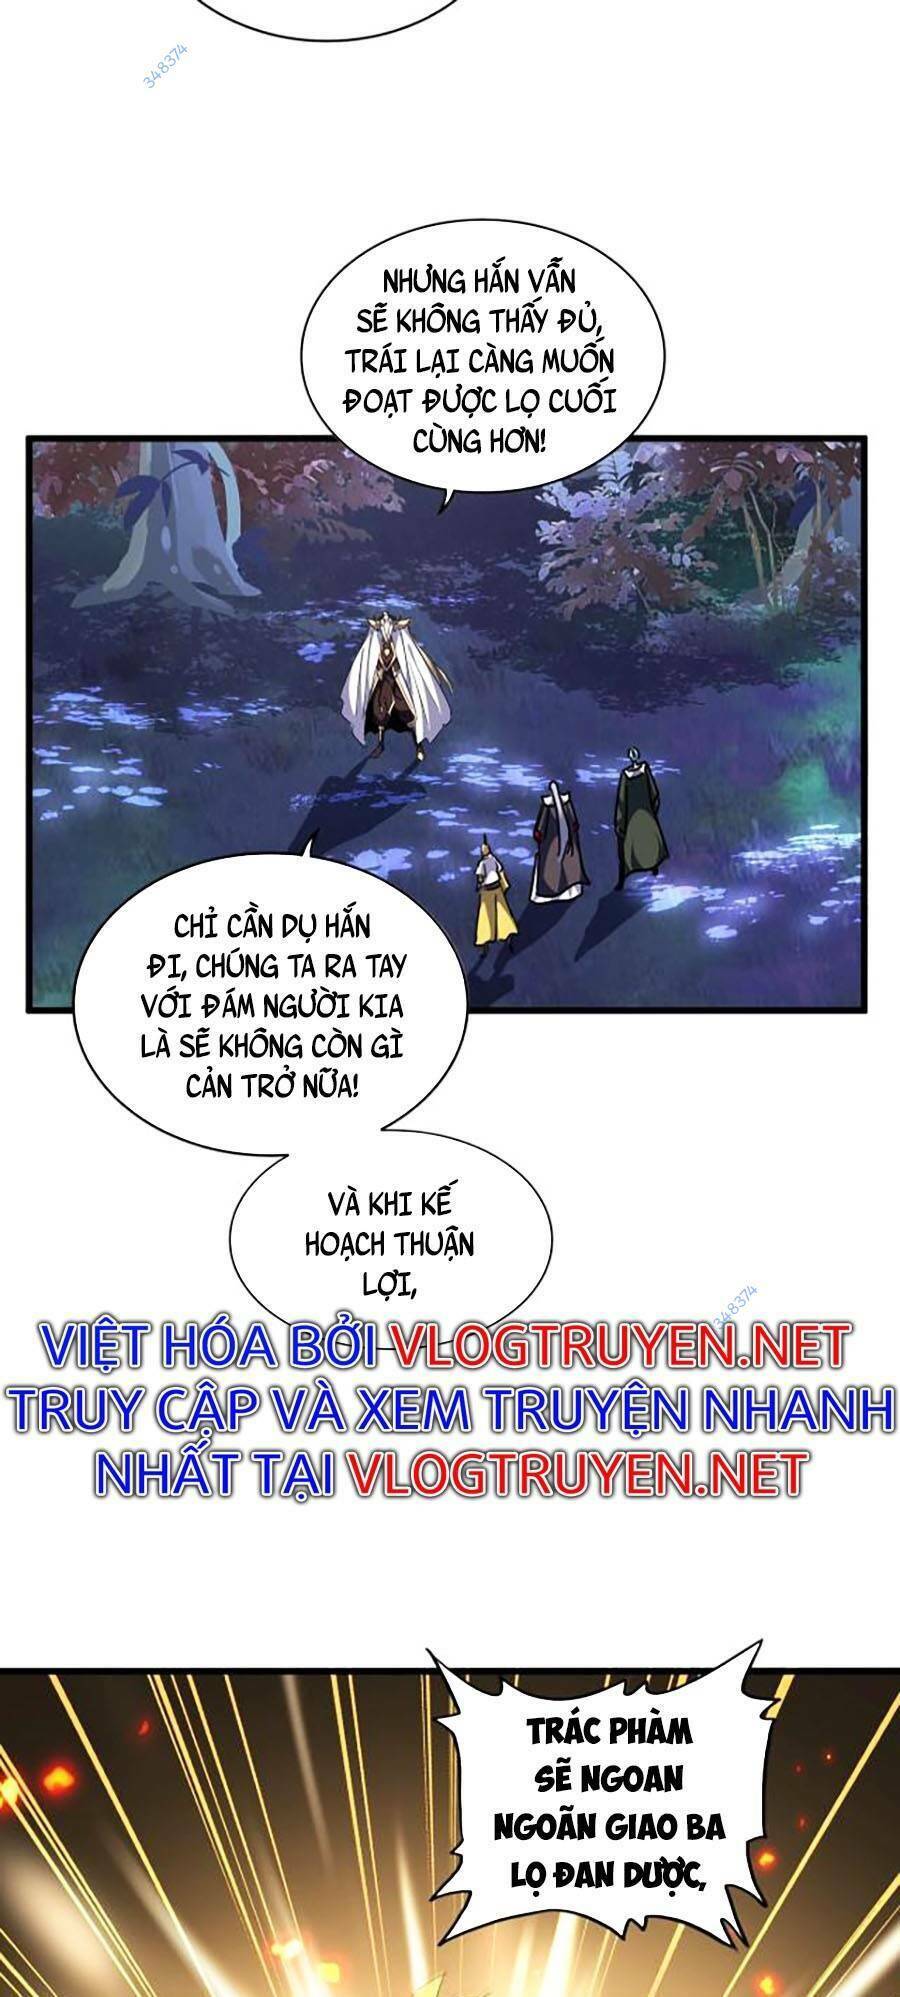 348374
NHƯNG HẮN VẪN
SẼ KHÔNG THẤY ĐỦ,
TRÁI LẠI CÀNG MUỐN
ĐOẠT ĐƯỢC LỌ CUỐI
CÙNG HƠN!
CHỈ CẦN DỤ HẮN
ĐI, CHÚNG TA RA TAY
VỚI ĐÁM NGƯỜI KIA
LÀ SẼ KHÔNG CÒN GÌ
CẢN TRỞ NỮA!
VÀ KHI KẾ
HOẠCH THUẬN
LỢI,
348374
VIỆT HÓA BỞI VLOGTRUYEN.NET
TRUY CẬP VÀ XEM TRUYỆN NHANH
NHẤT TẠI VLOGTRUYEN.NET
TRÁC PHÀM
SẼ NGOAN
NGOÃN GIAO BA
LỌ ĐAN DƯỢC,